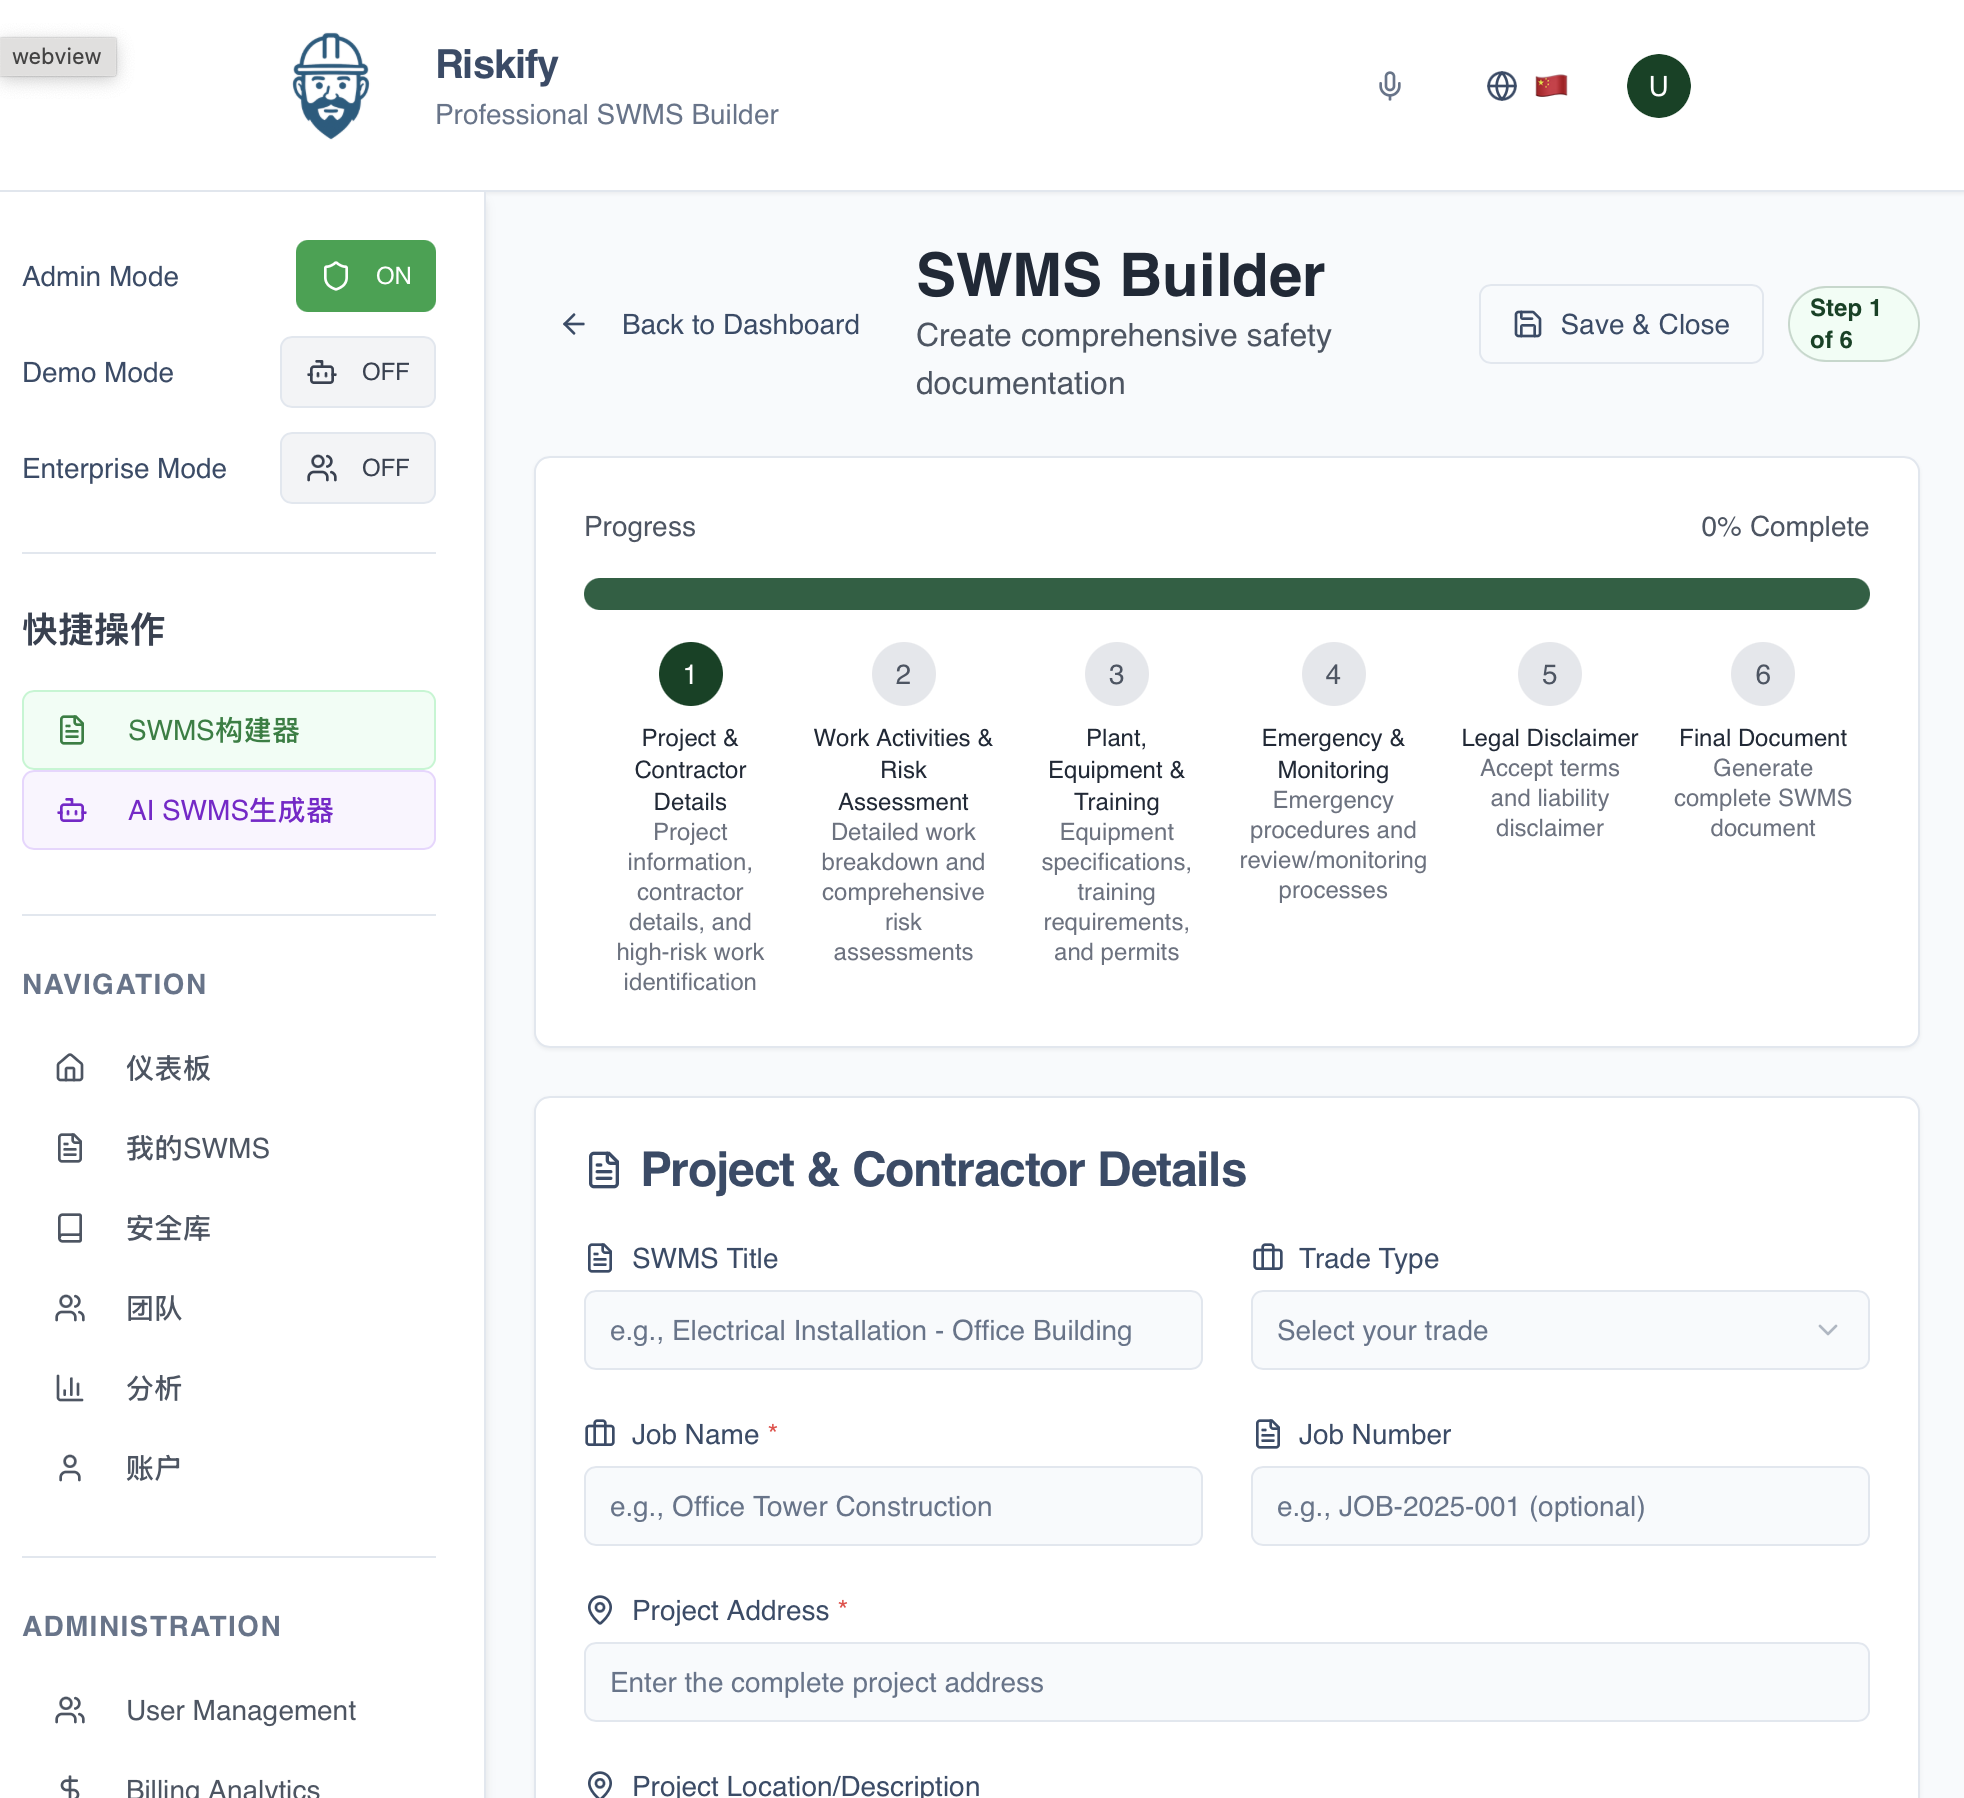 webview
Riskify
Professional SWMS Builder
U
Admin Mode
ON
Demo Mode
OFF
Enterprise Mode
OFF
快捷操作
SWMS构建器
AI SWMS生成器
NAVIGATION
仪表板
我的SWMS
安全库
团队
分析
账户
ADMINISTRATION
User Management
Billing Analytics
Back to Dashboard
SWMS Builder
Create comprehensive safety
documentation
Save & Close
Step 1
of 6
Progress
0% Complete
1
Project &
Contractor
Details
Project
information,
contractor
details, and
high-risk work
identification
2
Work Activities &
Risk
Assessment
Detailed work
breakdown and
comprehensive
risk
assessments
3
Plant,
Equipment &
Training
Equipment
specifications,
training
requirements,
and permits
4
Emergency &
Monitoring
Emergency
procedures and
review/monitoring
processes
5
Legal Disclaimer
Accept terms
and liability
disclaimer
6
Final Document
Generate
complete SWMS
document
Project & Contractor Details
SWMS Title
e.g., Electrical Installation - Office Building
Trade Type
Select your trade
Job Name *
e.g., Office Tower Construction
Job Number
e.g., JOB-2025-001 (optional)
Project Address *
Enter the complete project address
Project Location/Description